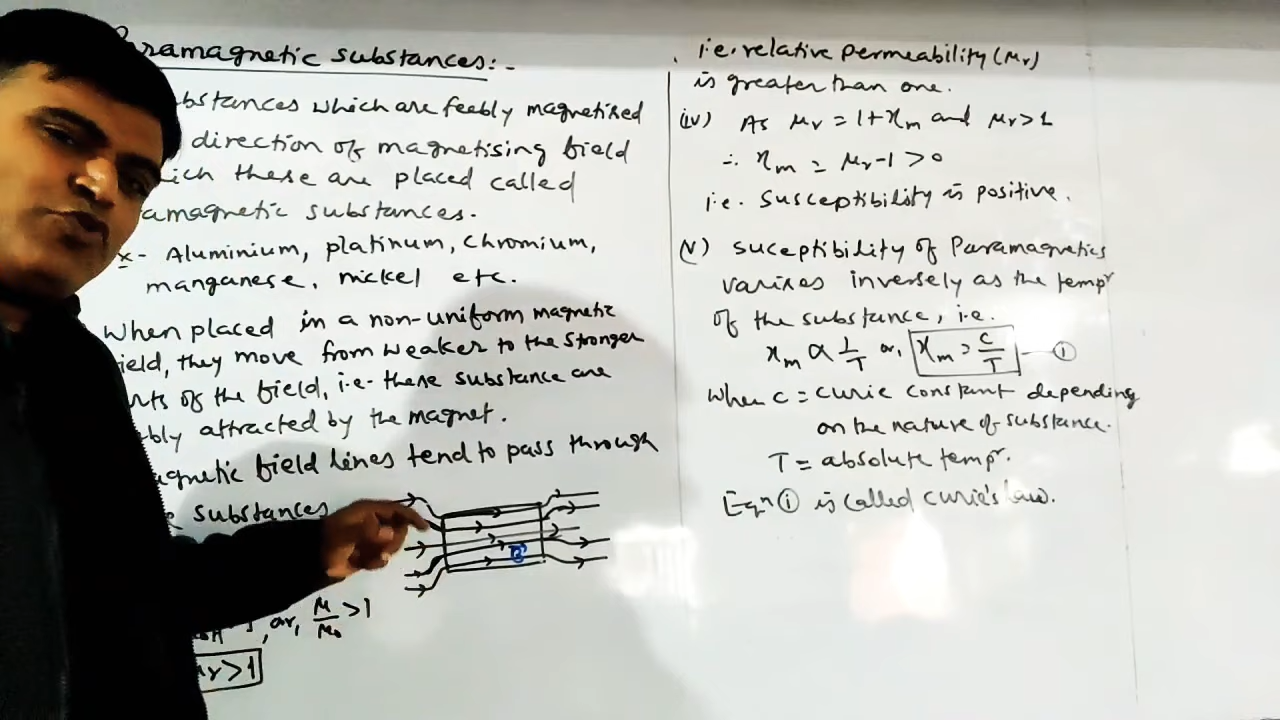 ramagnetic substances:-
bstances which are feebly magnetised
direction of magnetising field
ich these are placed called
amagnetic substances.
x- Aluminium, platinum, Chromium,
manganese, nickel etc.
When placed in a non-uniform magnetic
ield, they move from weaker to the stronger
rts of the field, i.e- these substance are
bly attracted by the magnet.
agnetic field lines tend to pass through
substances
B
, or, μ/μ₀ >1
μr>1
i.e. relative permeability (μr)
is greater than one.
(iv) As μr = 1+χm and μr>1
∴ χm = μr-1 >0
i.e. susceptibility is positive.
(v) suceptibility of Paramagnetics
varixes inversely as the tempr
of the substance, i.e.
χm ∝ 1/T or, χm = C/T —①
When C = Curie constant depending
on the nature of substance.
T = absolute tempr.
Eqn ① is called Curie's law.